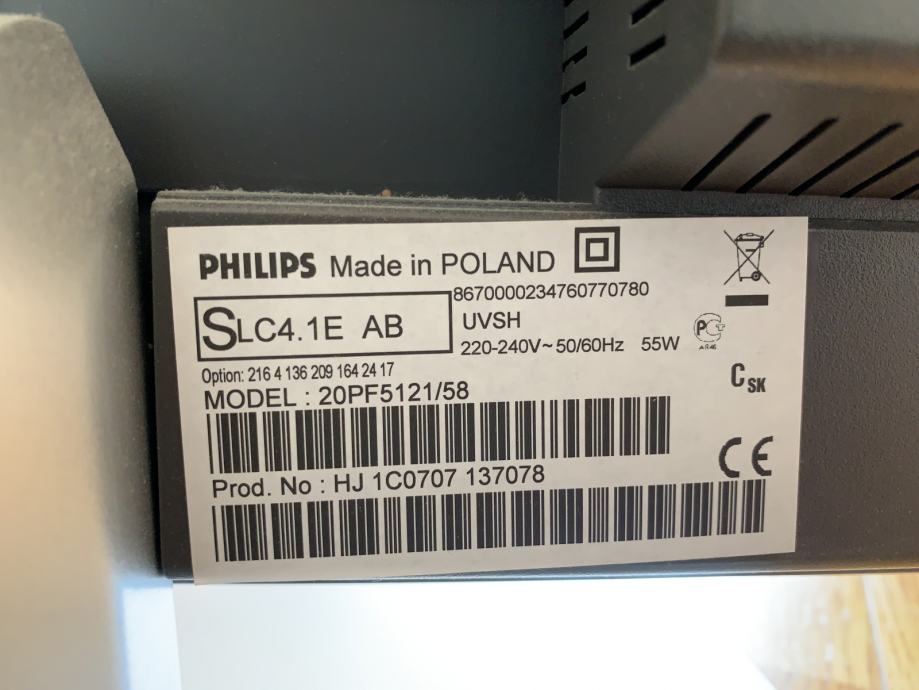 PHILIPS Made in POLAND
8670000234760770780
SLC4.1E AB
UVSH
220-240V~50/60Hz 55W
Option: 216 4 136 209 164 24 17
MODEL : 20PF5121/58
Prod. No : HJ 1C0707 137078
PC
CSK
CE